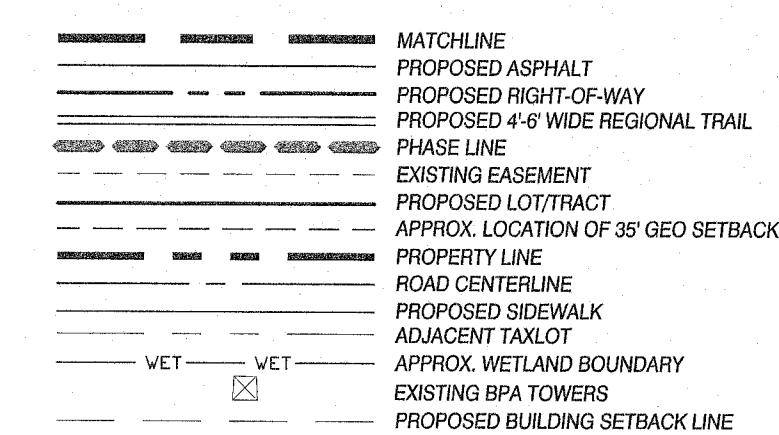 MATCHLINE
PROPOSED ASPHALT
PROPOSED RIGHT-OF-WAY
PROPOSED 4'-6' WIDE REGIONAL TRAIL
PHASE LINE
EXISTING EASEMENT
PROPOSED LOT/TRACT
APPROX. LOCATION OF 35' GEO SETBACK
PROPERTY LINE
ROAD CENTERLINE
PROPOSED SIDEWALK
ADJACENT TAXLOT
WET WET APPROX. WETLAND BOUNDARY
EXISTING BPA TOWERS
PROPOSED BUILDING SETBACK LINE